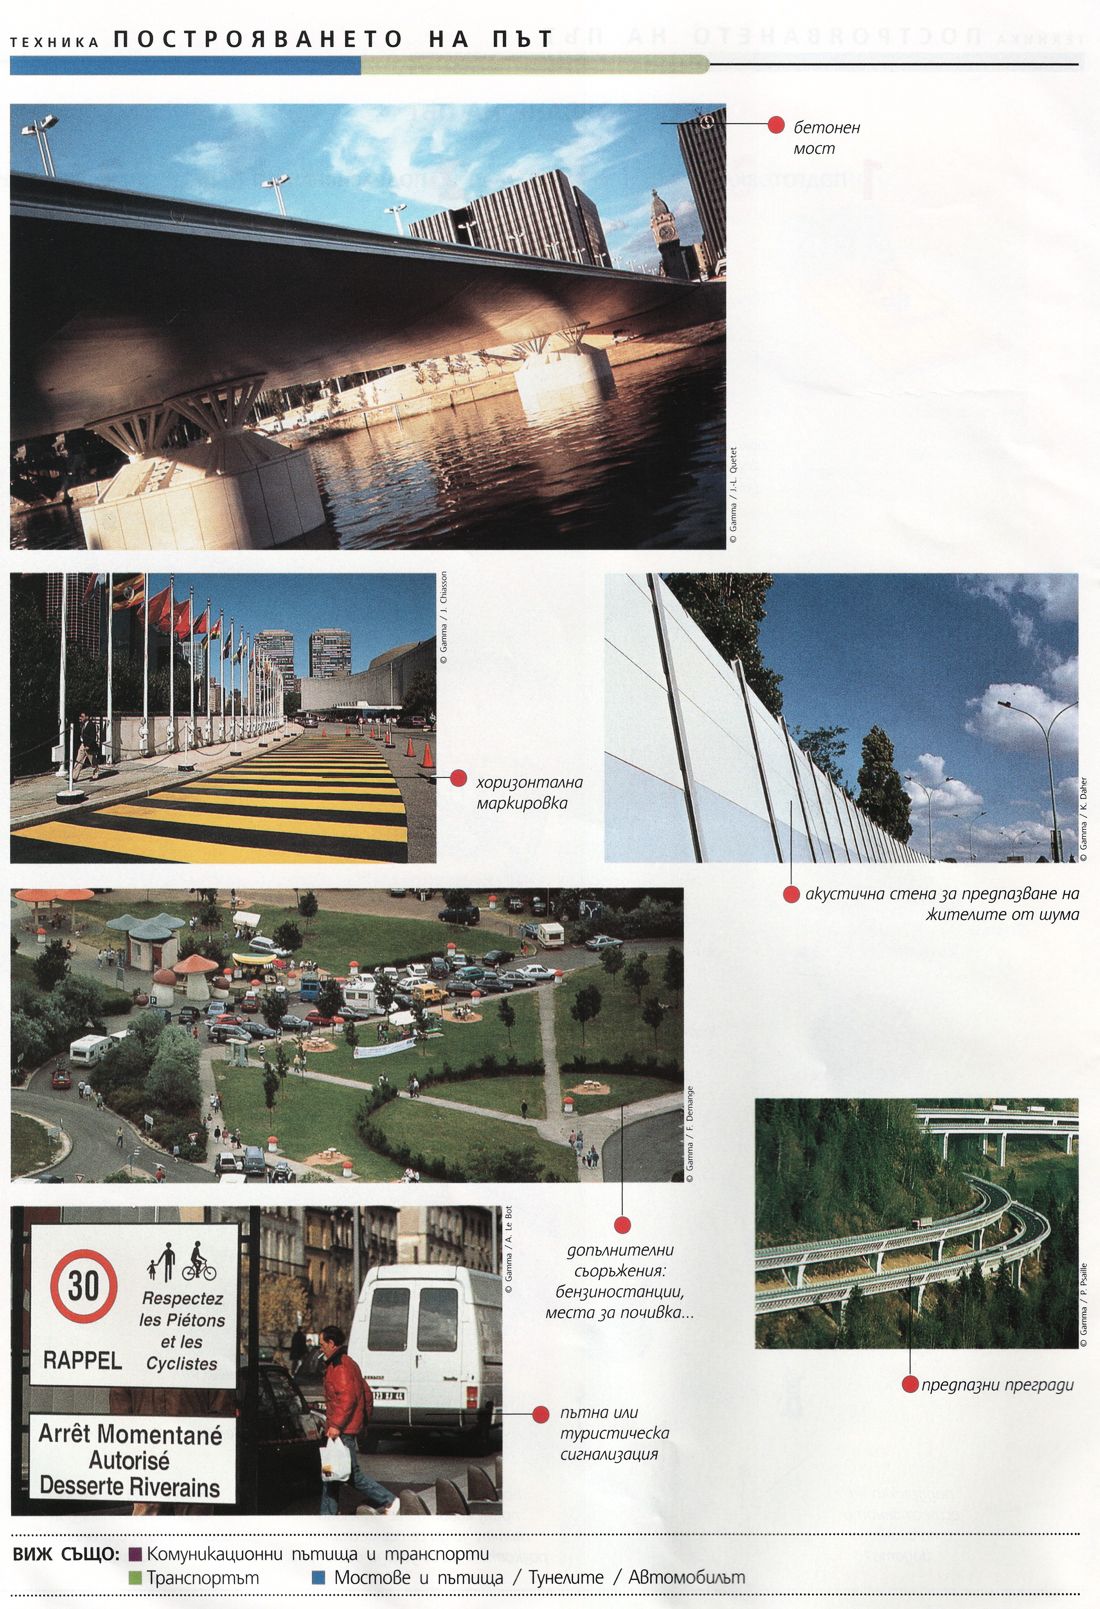 ТЕХНИКА ПОСТРОЯВАНЕТО НА ПЪТ
бетонен
мост
© Gamma / J.-L. Quetet
© Gamma / J. Chiasson
хоризонтална
маркировка
© Gamma / K. Daher
акустична стена за предпазване на
жителите от шума
© Gamma / F. Demange
допълнителни
съоръжения:
бензиностанции,
места за почивка...
© Gamma / P. Psaïlle
предпазни прегради
© Gamma / A. Le Bot
30
RAPPEL
Respectez
les Piétons
et les
Cyclistes
Arrêt Momentané
Autorisé
Desserte Riverains
пътна или
туристическа
сигнализация
ВИЖ СЪЩО: Комуникационни пътища и транспорти
Транспортът Мостове и пътища / Тунелите / Автомобилът